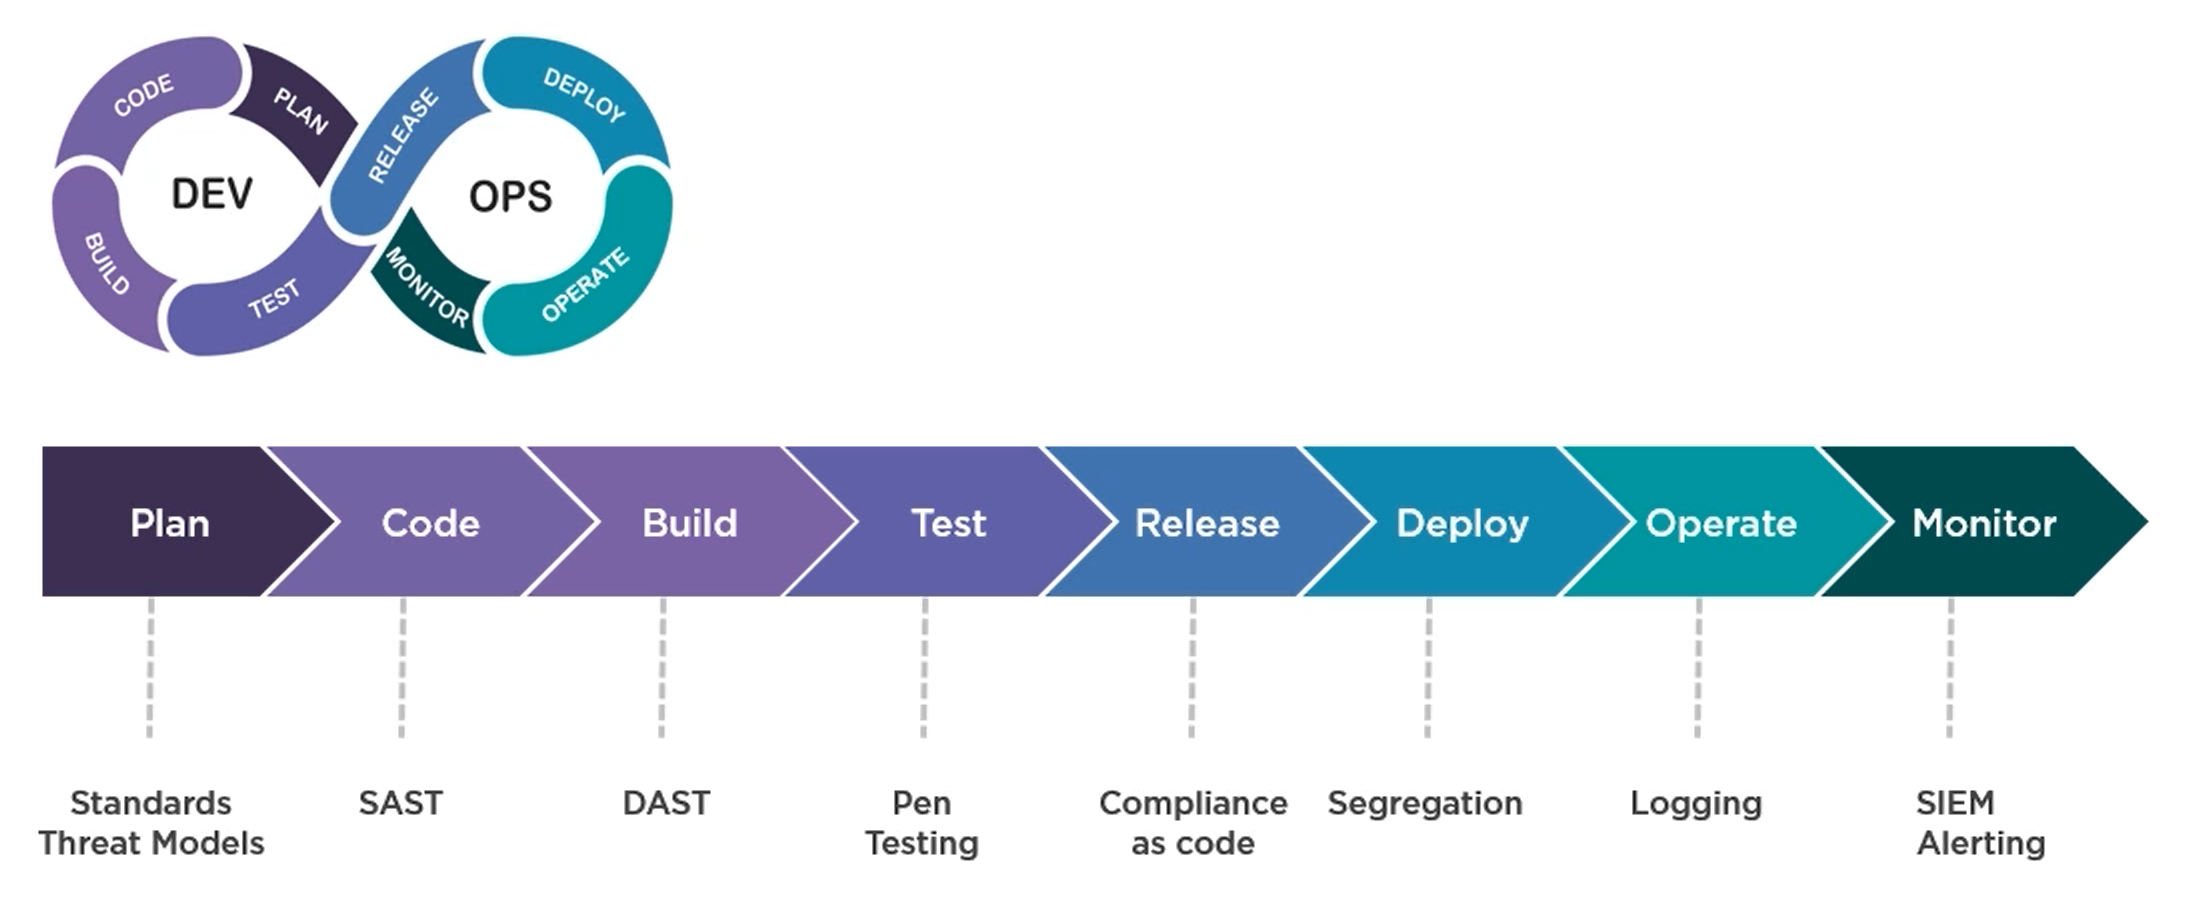 CODE
PLAN
RELEASE
DEPLOY
DEV
OPS
BUILD
TEST
MONITOR
OPERATE
Plan
Code
Build
Test
Release
Deploy
Operate
Monitor
Standards
Threat Models
SAST
DAST
Pen
Testing
Compliance
as code
Segregation
Logging
SIEM
Alerting